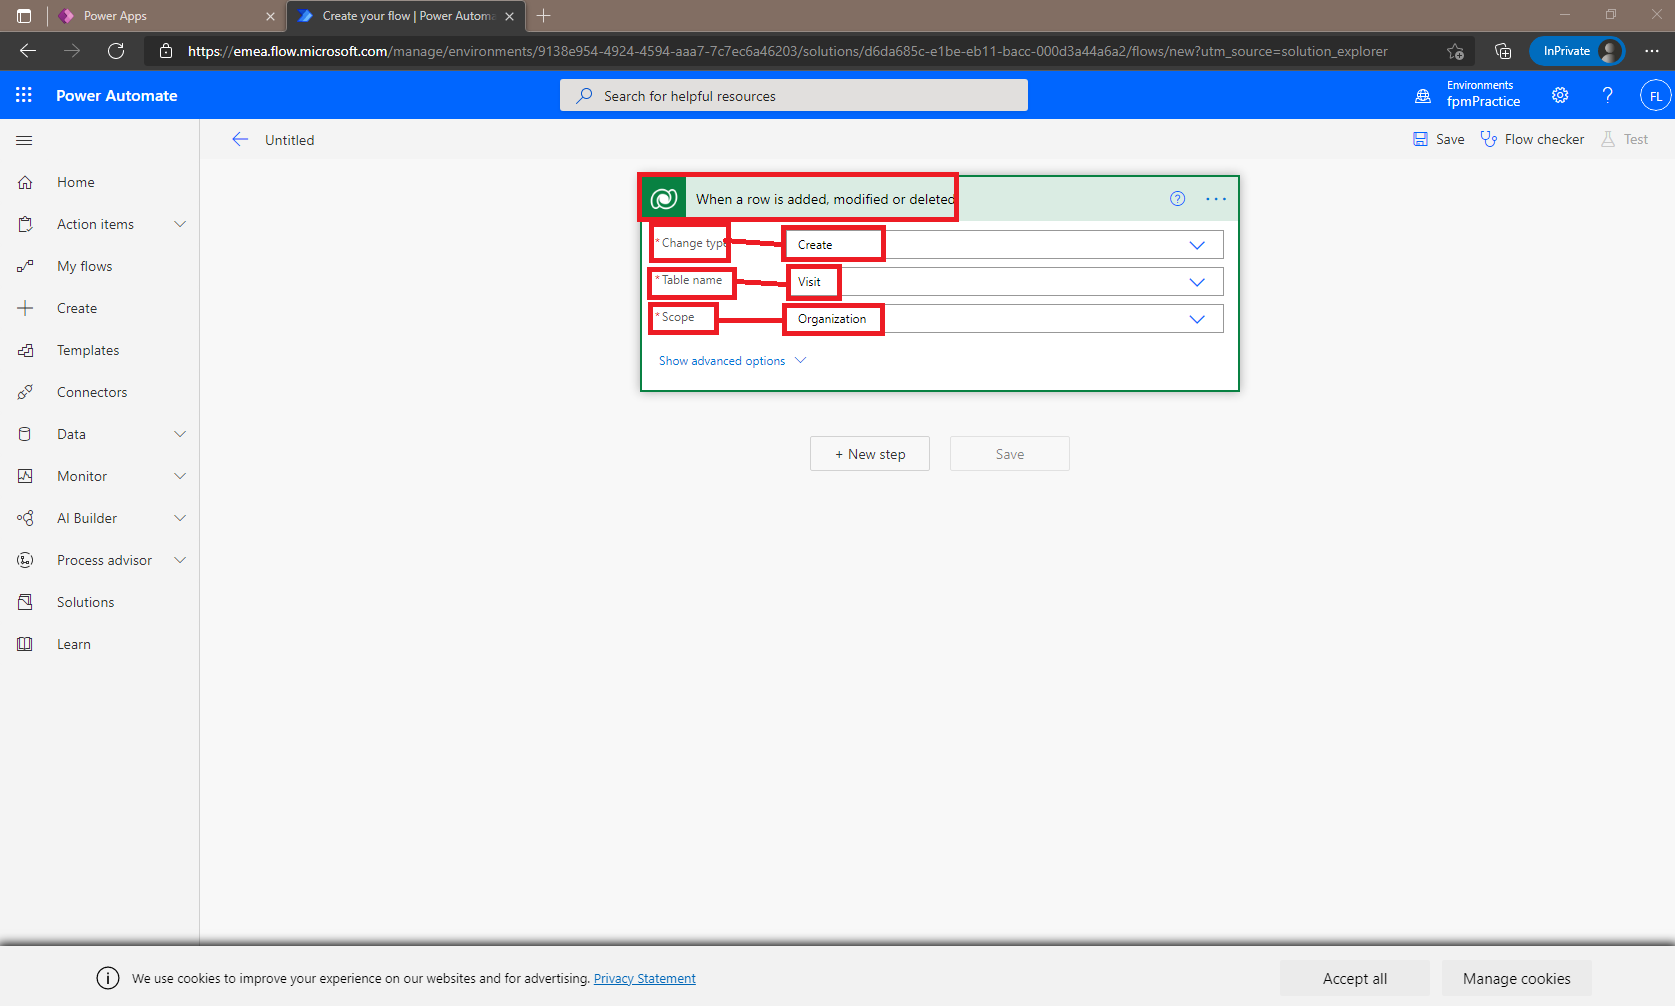 Power Apps
Create your flow | Power Automa
https://emea.flow.microsoft.com/manage/environments/9138e954-4924-4594-aaa7-7c7ec6a46203/solutions/d6da685c-e1be-eb11-bacc-000d3a44a6a2/flows/new?utm_source=solution_explorer
InPrivate
Power Automate
Search for helpful resources
Environments
fpmPractice
FL
Untitled
Save
Flow checker
Test
Home
Action items
My flows
Create
Templates
Connectors
Data
Monitor
AI Builder
Process advisor
Solutions
Learn
When a row is added, modified or deleted
* Change type Create
* Table name Visit
* Scope Organization
Show advanced options
+ New step
Save
We use cookies to improve your experience on our websites and for advertising. Privacy Statement
Accept all
Manage cookies